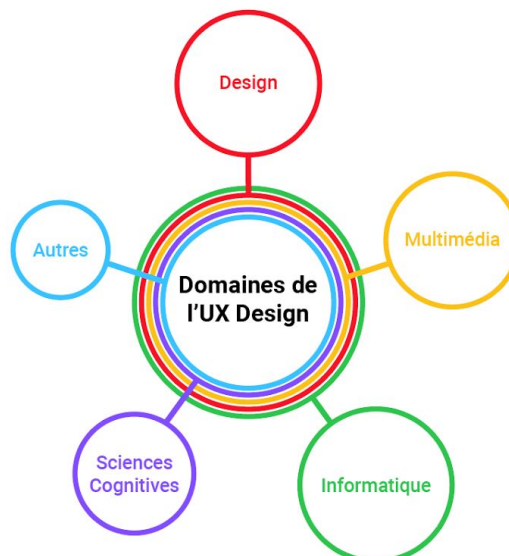 Design
Multimédia
Autres
Domaines de
l'UX Design
Sciences
Cognitives
Informatique